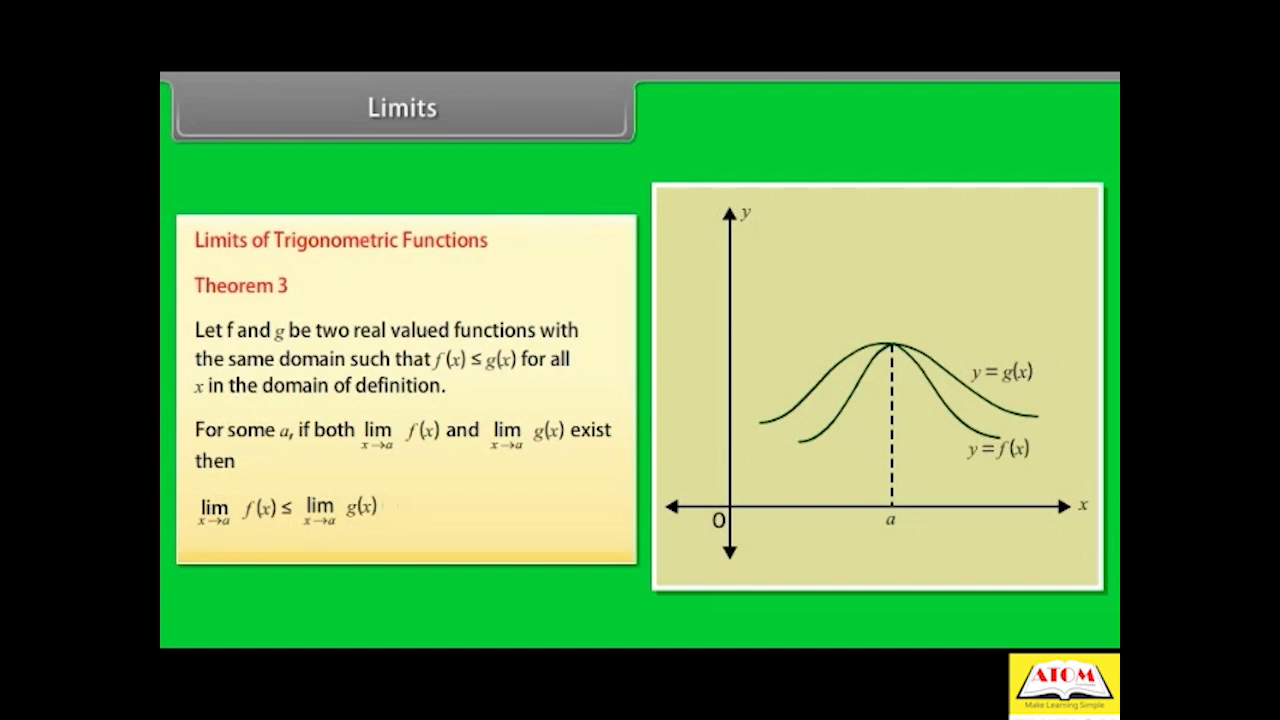 Limits
Limits of Trigonometric Functions
Theorem 3
Let f and g be two real valued functions with
the same domain such that f(x) ≤ g(x) for all
x in the domain of definition.
For some a, if both lim f(x) and lim g(x) exist
x→a x→a
then
lim f(x) ≤ lim g(x)
x→a x→a
y
y = g(x)
y = f(x)
O
a
x
ATOM
Make Learning Simple